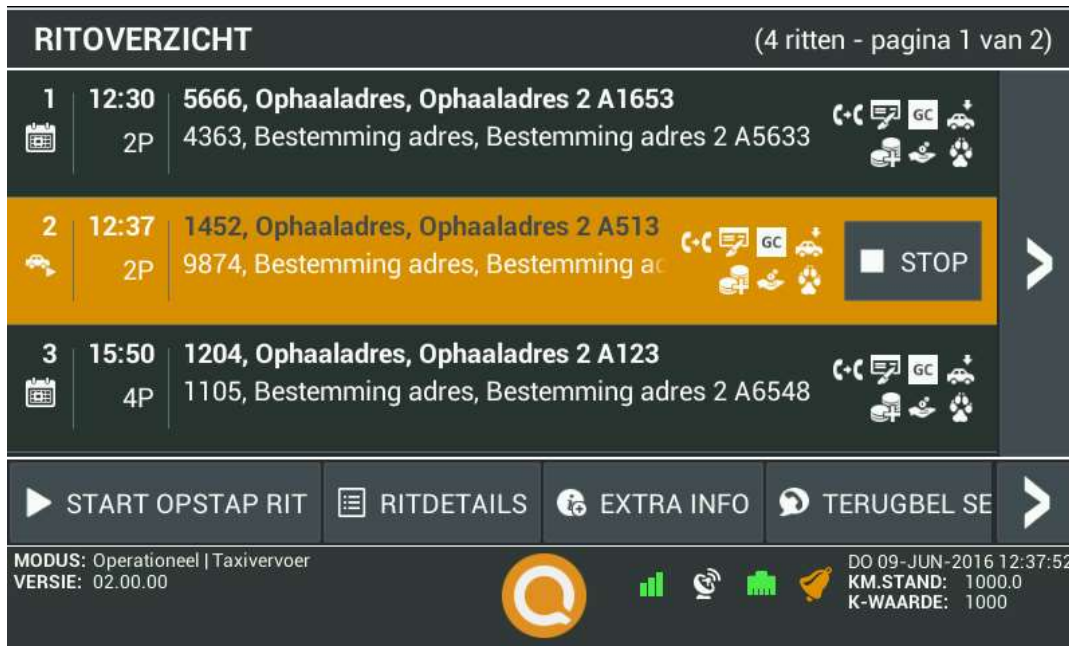 RITOVERZICHT (4 ritten - pagina 1 van 2)
1 12:30 5666, Ophaaladres, Ophaaladres 2 A1653
2P 4363, Bestemming adres, Bestemming adres 2 A5633
GC
2 12:37 1452, Ophaaladres, Ophaaladres 2 A513
2P 9874, Bestemming adres, Bestemming ad
GC
STOP
3 15:50 1204, Ophaaladres, Ophaaladres 2 A123
4P 1105, Bestemming adres, Bestemming adres 2 A6548
GC
START OPSTAP RIT RITDETAILS EXTRA INFO TERUGBEL SE
MODUS: Operationeel | Taxivervoer
VERSIE: 02.00.00
DO 09-JUN-2016 12:37:52
KM.STAND: 1000.0
K-WAARDE: 1000